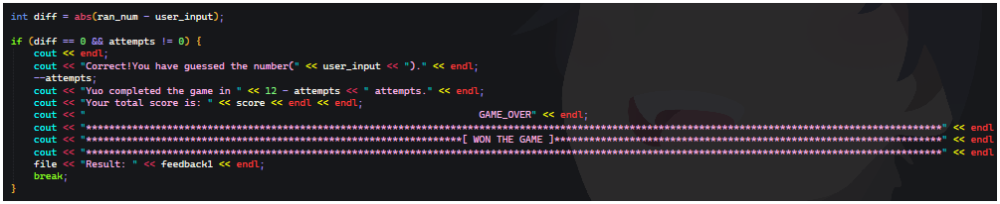 int diff = abs(ran_num - user_input);
if (diff == 0 && attempts != 0) {
cout << endl;
cout << "Correct!You have guessed the number(" << user_input << ")." << endl;
--attempts;
cout << "Yuo completed the game in " << 12 - attempts << " attempts." << endl;
cout << "Your total score is: " << score << endl << endl;
cout << "                                                                    GAME_OVER" << endl;
cout << "****************************************************************************************************************************************************" << endl
cout << "*****************************************************************[ WON THE GAME ]*******************************************************************" << endl
cout << "****************************************************************************************************************************************************" << endl
file << "Result: " << feedback1 << endl;
break;
}